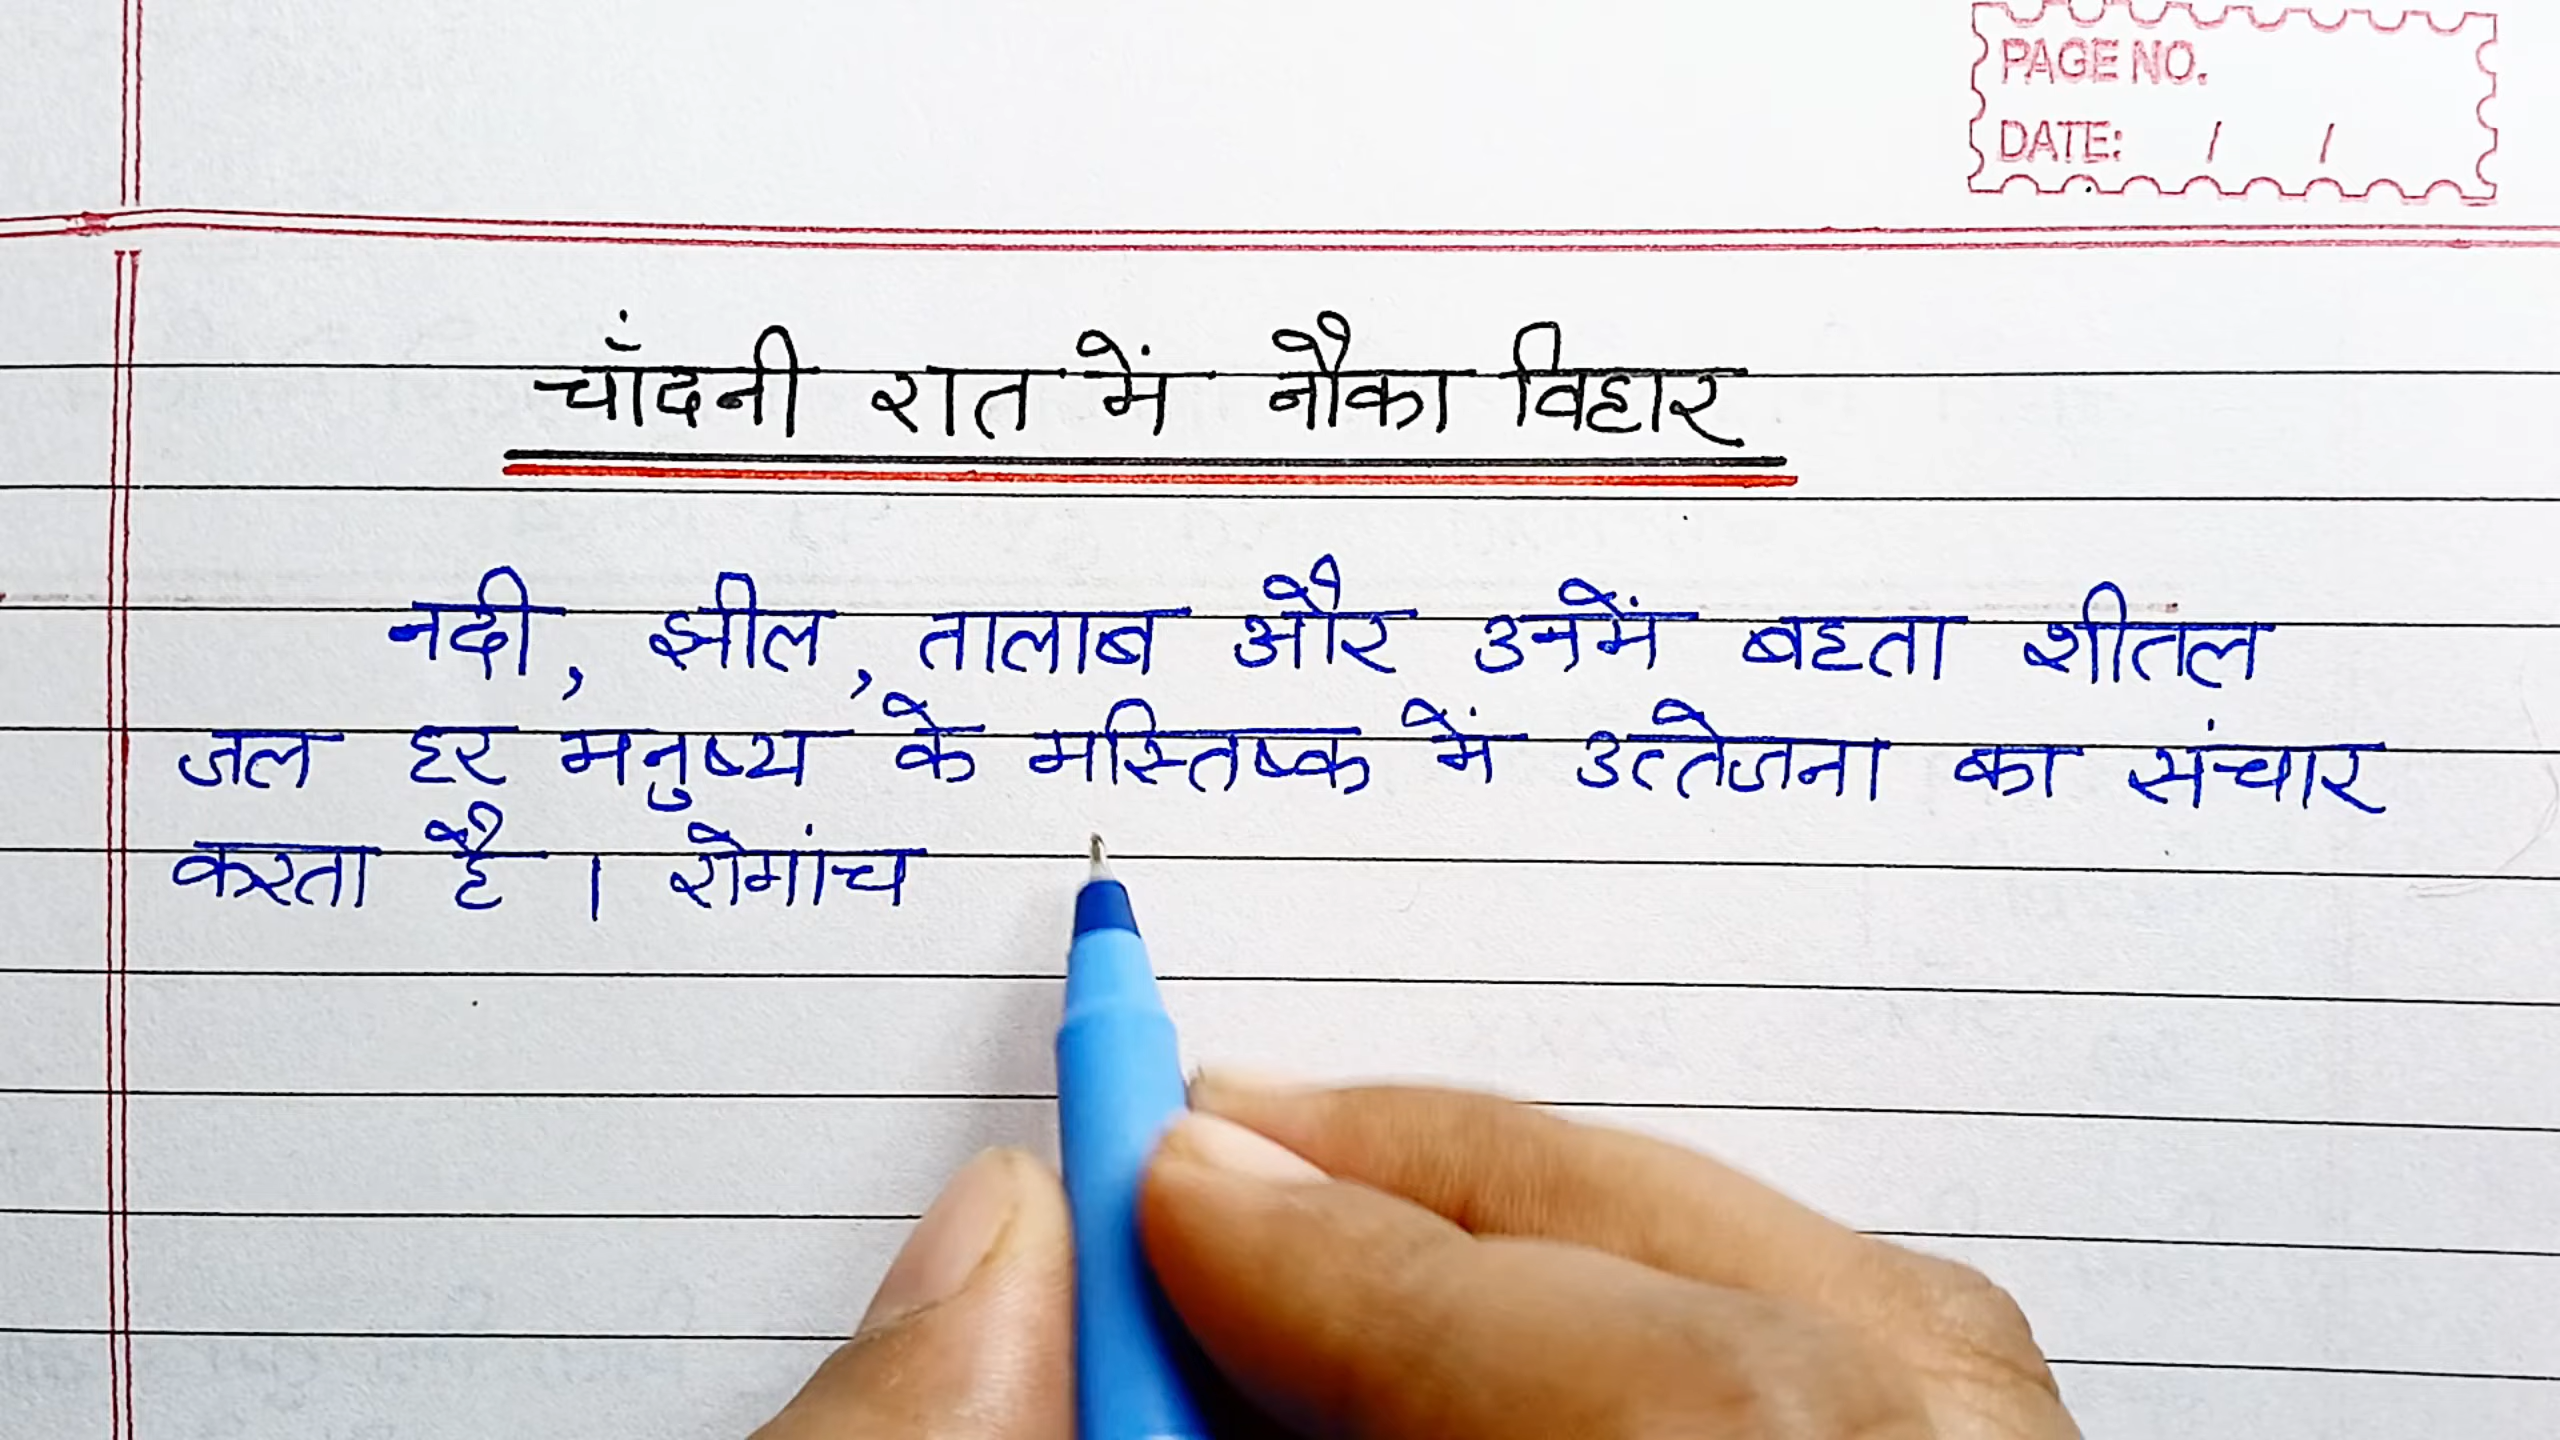 PAGE NO.
DATE: / /
चाँदनी रात में नौका विहार
नदी, झील, तालाब और उनमें बहता शीतल
जल हर मनुष्य के मस्तिष्क में उत्तेजना का संचार
करता है । रोमांच